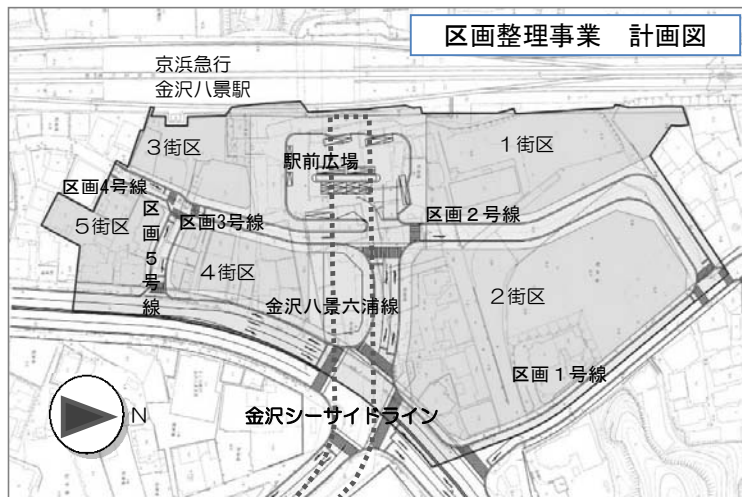 区画整理事業　計画図
京浜急行
金沢八景駅
3街区
駅前広場
1街区
区画4号線
5街区
区画5号線
区画3号線
区画2号線
4街区
金沢八景六浦線
2街区
区画1号線
N
金沢シーサイドライン